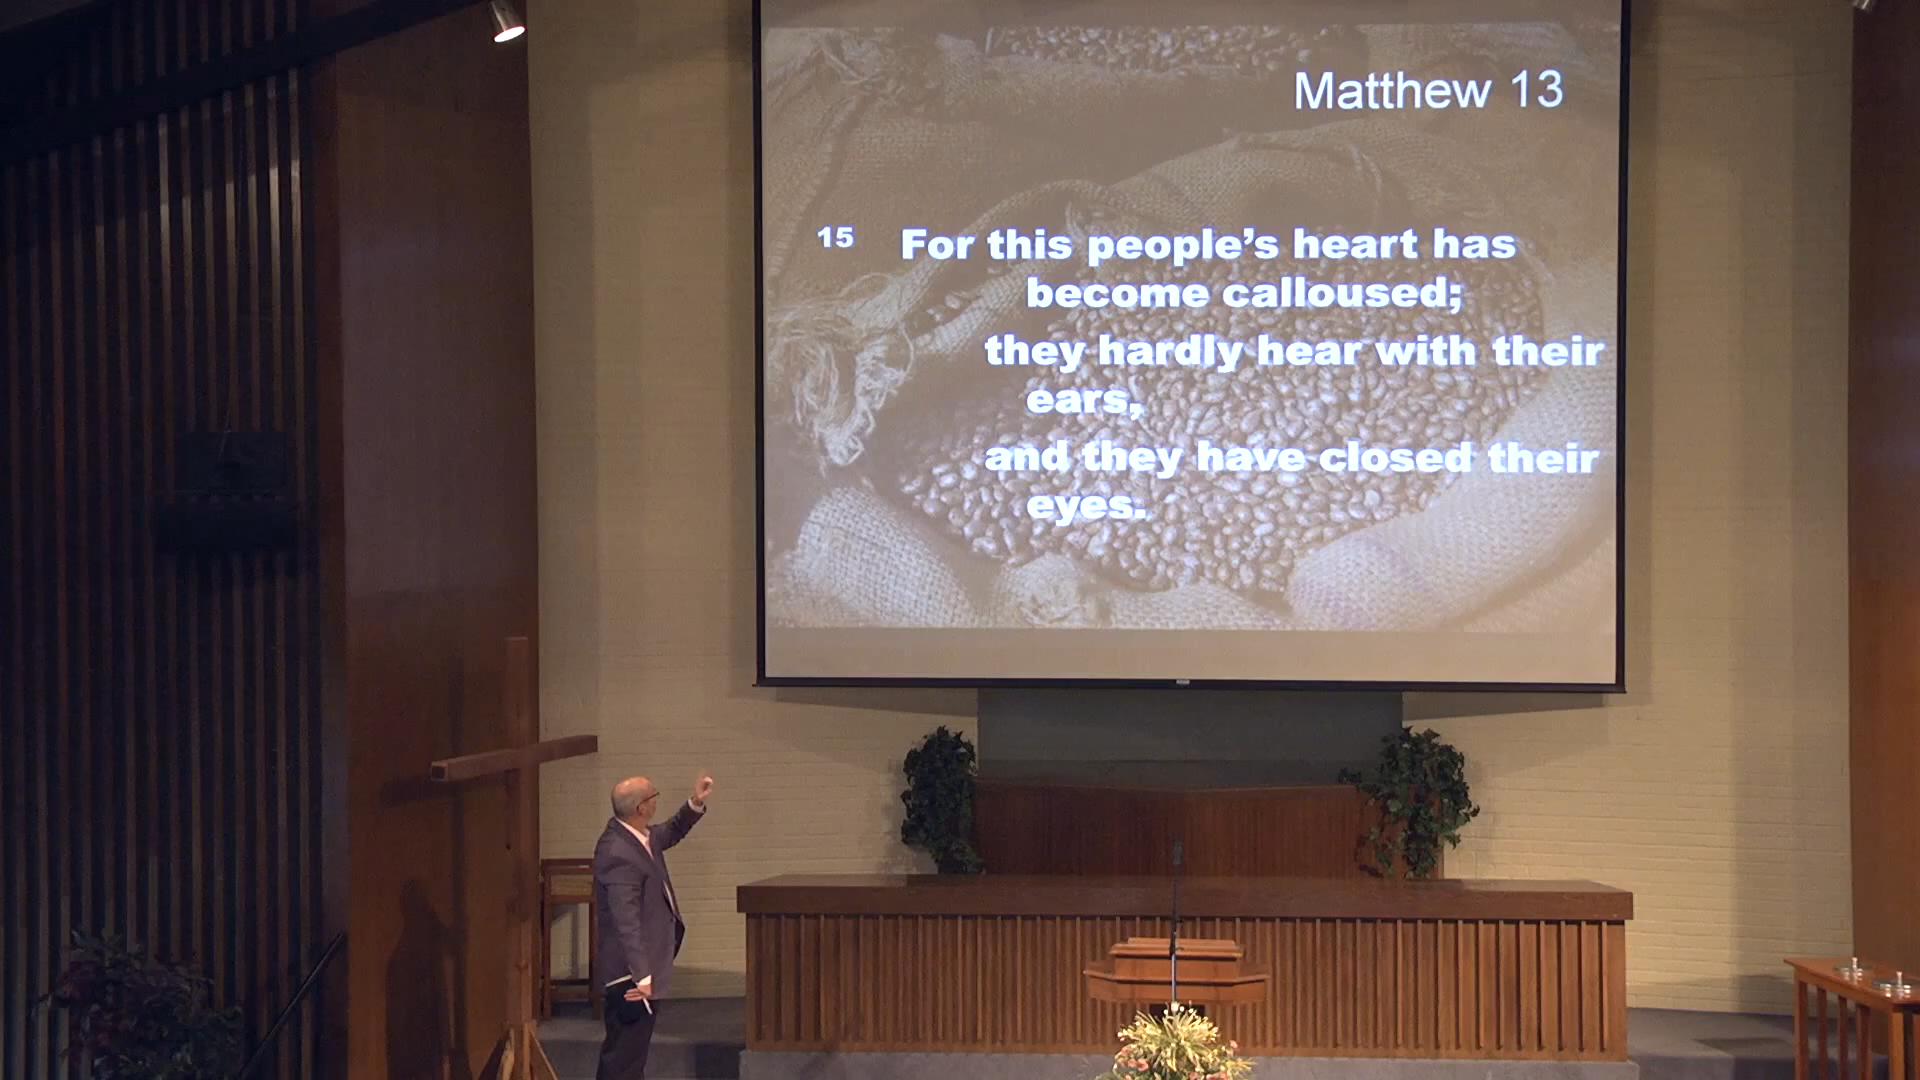 Matthew 13
15 For this people’s heart has
become calloused;
they hardly hear with their
ears,
and they have closed their
eyes.